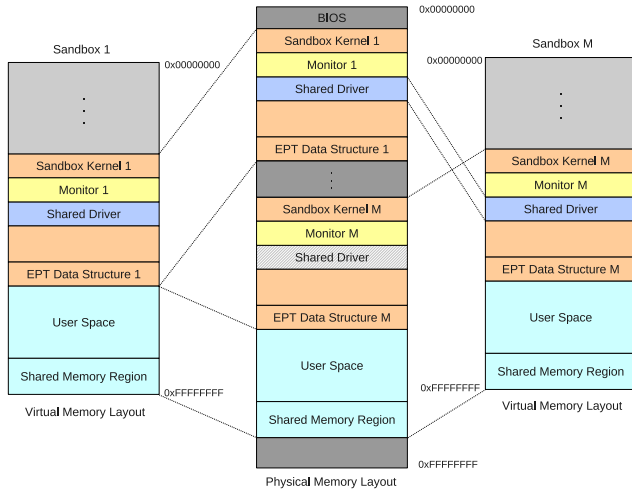 Sandbox 1
0x00000000
Sandbox Kernel 1
Monitor 1
Shared Driver
EPT Data Structure 1
User Space
Shared Memory Region
0xFFFFFFFF
Virtual Memory Layout
0x00000000
BIOS
Sandbox Kernel 1
Monitor 1
Shared Driver
EPT Data Structure 1
Sandbox Kernel M
Monitor M
Shared Driver
EPT Data Structure M
User Space
Shared Memory Region
0xFFFFFFFF
Physical Memory Layout
Sandbox M
0x00000000
Sandbox Kernel M
Monitor M
Shared Driver
EPT Data Structure M
User Space
Shared Memory Region
0xFFFFFFFF
Virtual Memory Layout